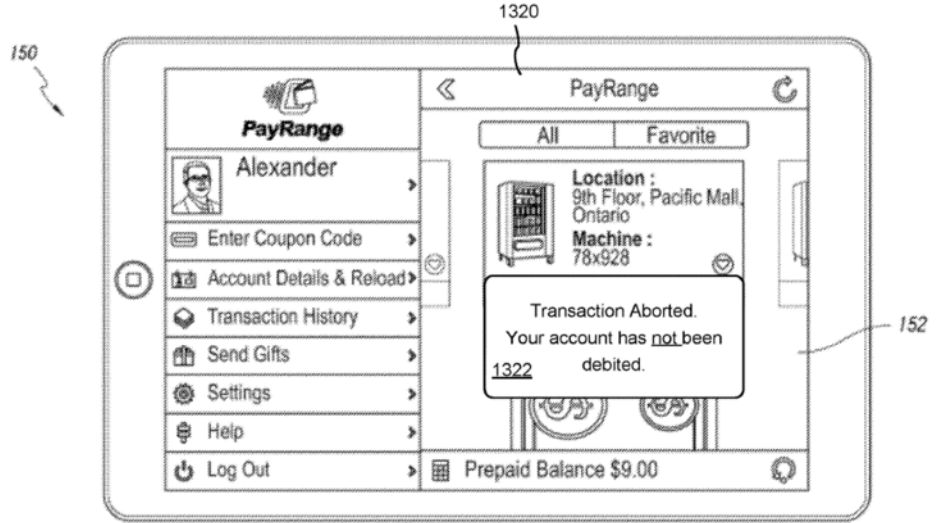 1320
150
PayRange
PayRange
All
Favorite
Alexander
Location :
9th Floor, Pacific Mall,
Ontario
Machine :
78x928
Enter Coupon Code
Account Details & Reload
Transaction History
Send Gifts
Settings
Help
Log Out
Transaction Aborted.
Your account has not been
debited.
1322
152
Prepaid Balance $9.00